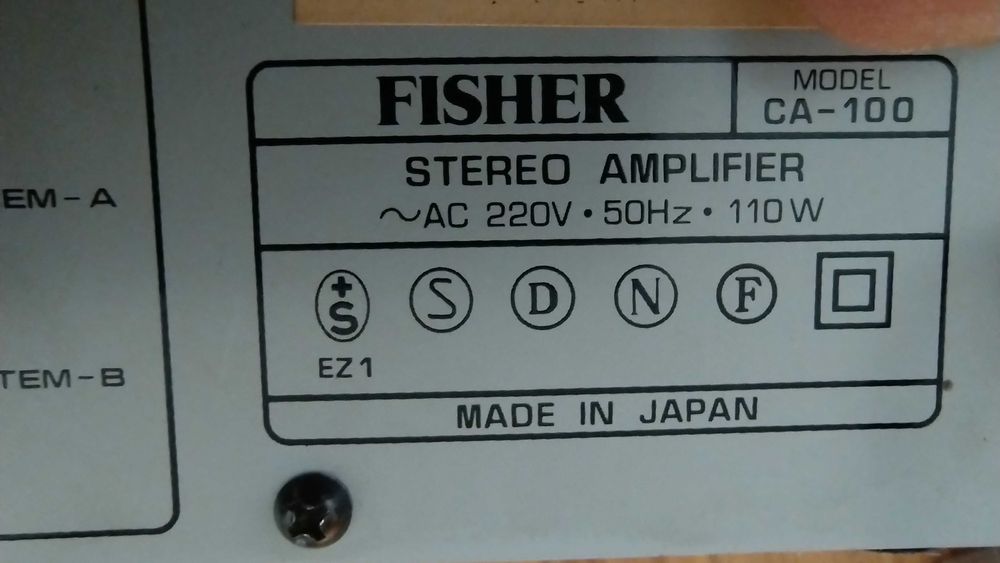 FISHER
MODEL
CA-100
STEREO AMPLIFIER
~AC 220V • 50Hz • 110W
EM-A
+S S D N F
EZ1
TEM-B
MADE IN JAPAN